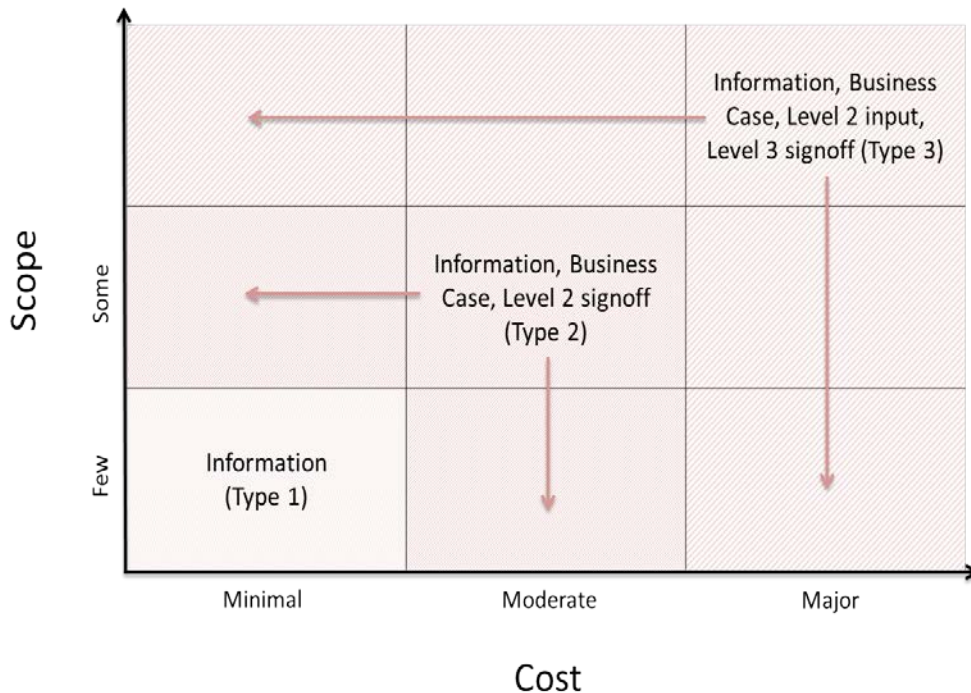 Information, Business
Case, Level 2 input,
Level 3 signoff (Type 3)
Scope
Some
Information, Business
Case, Level 2 signoff
(Type 2)
Few
Information
(Type 1)
Minimal
Moderate
Major
Cost